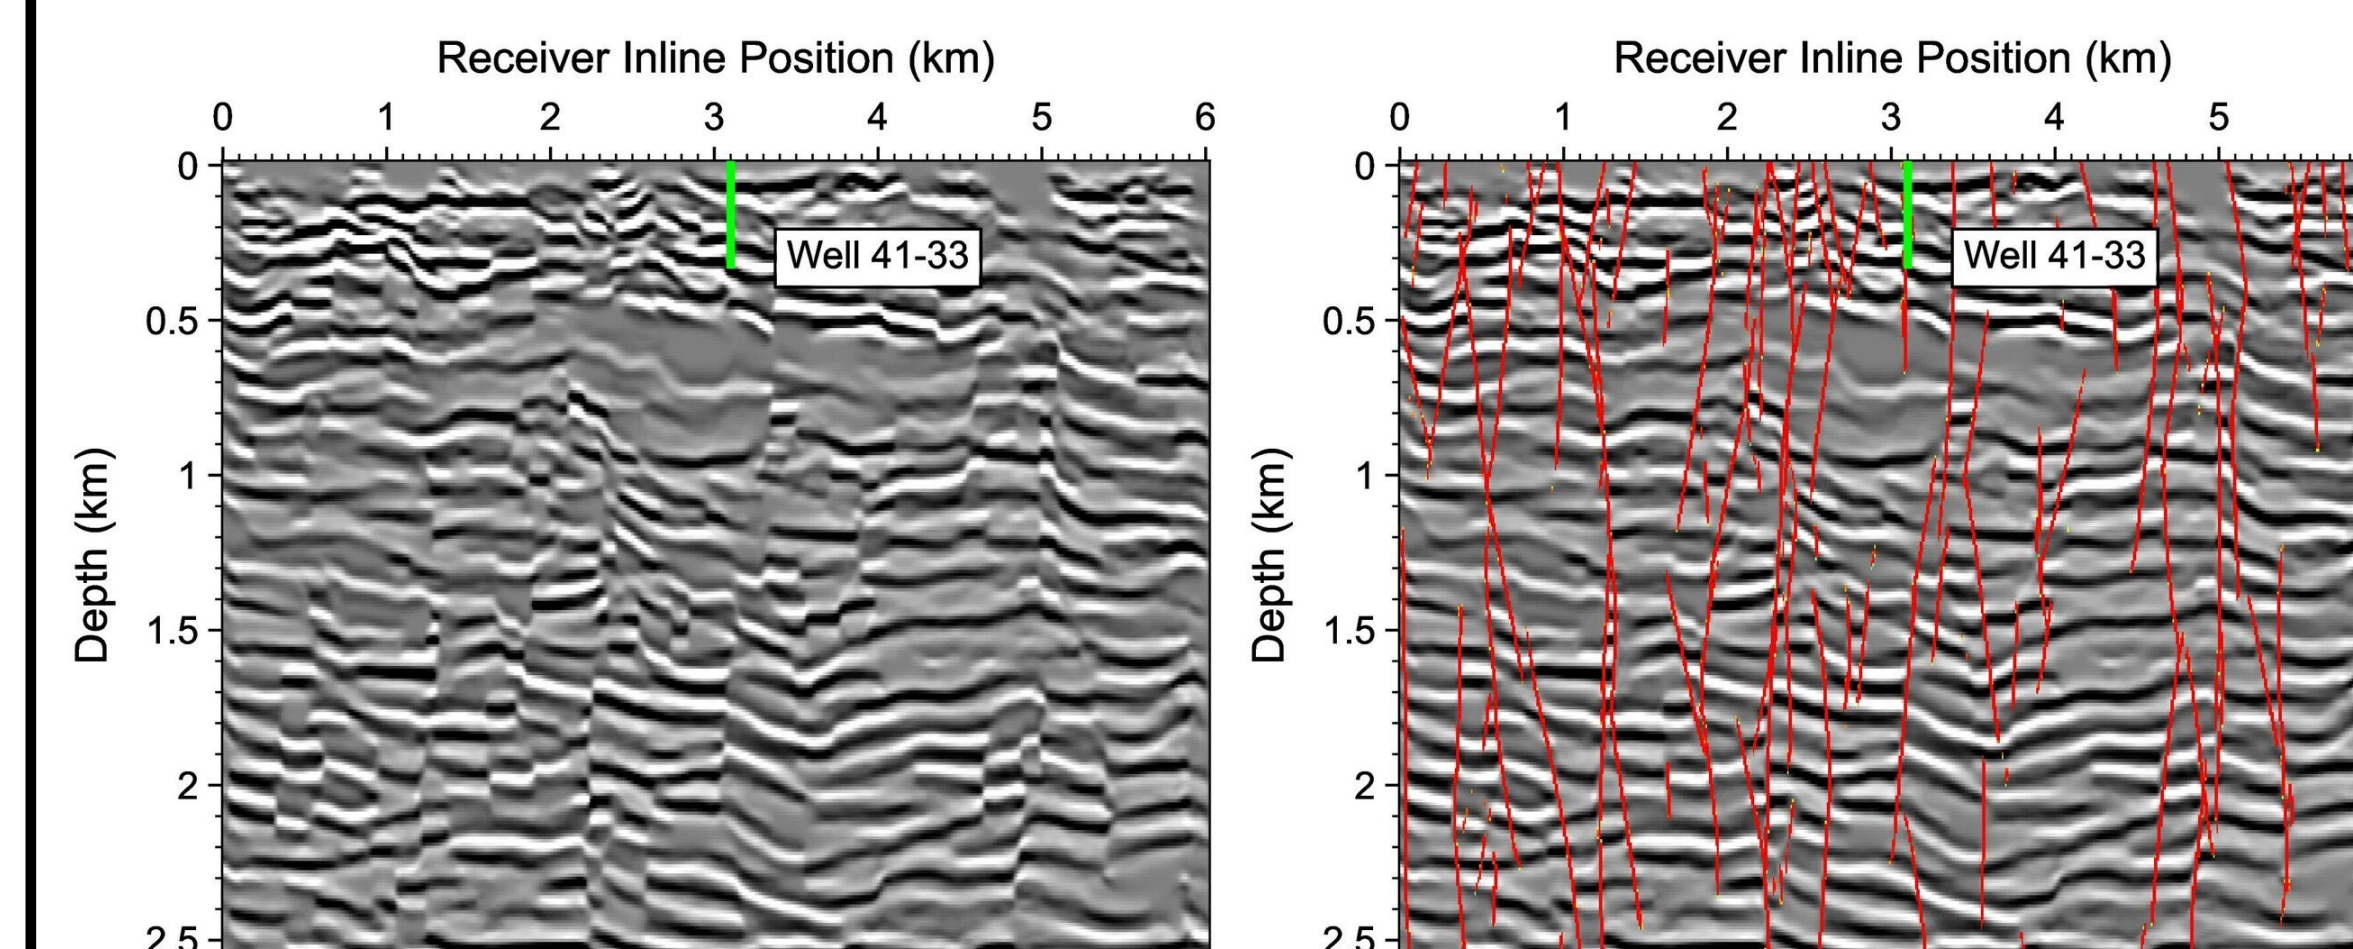 Receiver Inline Position (km)
0 1 2 3 4 5 6
0
0.5
1
1.5
2
2.5
Depth (km)
Well 41-33
Receiver Inline Position (km)
0 1 2 3 4 5
0
0.5
1
1.5
2
2.5
Depth (km)
Well 41-33